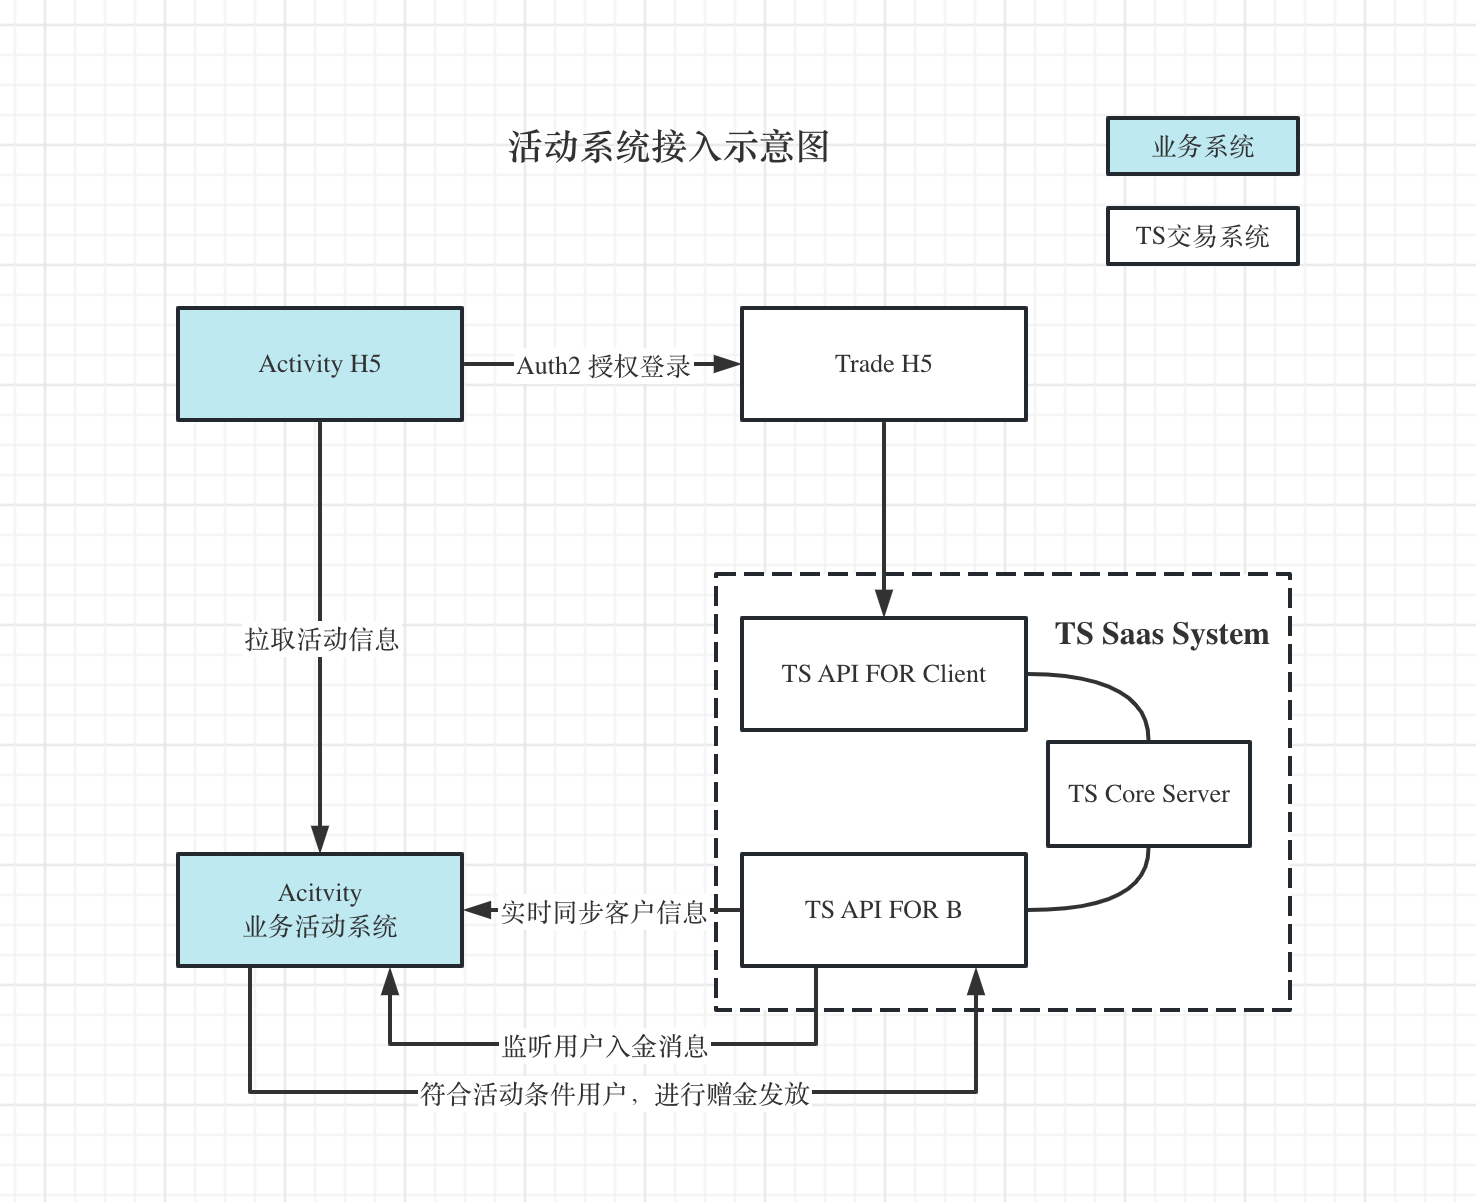 活动系统接入示意图
业务系统
TS交易系统
Activity H5
Auth2 授权登录
Trade H5
拉取活动信息
TS Saas System
TS API FOR Client
TS Core Server
Acitvity
业务活动系统
实时同步客户信息
TS API FOR B
监听用户入金消息
符合活动条件用户，进行赠金发放